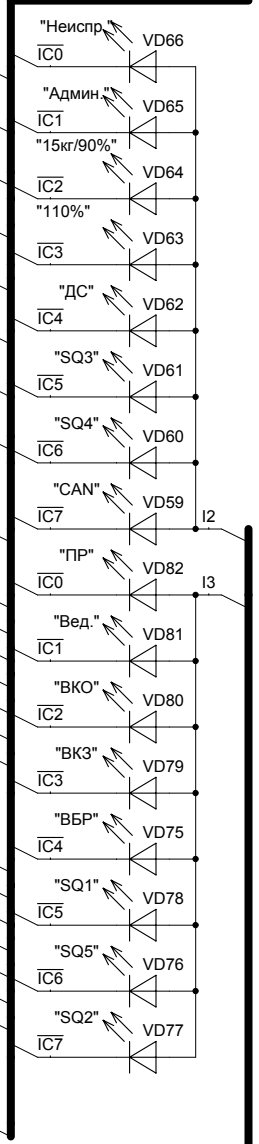 "Неиспр." VD66
IC0
"Админ." VD65
IC1
"15кг/90%" VD64
IC2
"110%" VD63
IC3
"ДС" VD62
IC4
"SQ3" VD61
IC5
"SQ4" VD60
IC6
"CAN" VD59
IC7 I2
"ПР" VD82
IC0 I3
"Вед." VD81
IC1
"ВКО" VD80
IC2
"ВКЗ" VD79
IC3
"ВБР" VD75
IC4
"SQ1" VD78
IC5
"SQ5" VD76
IC6
"SQ2" VD77
IC7